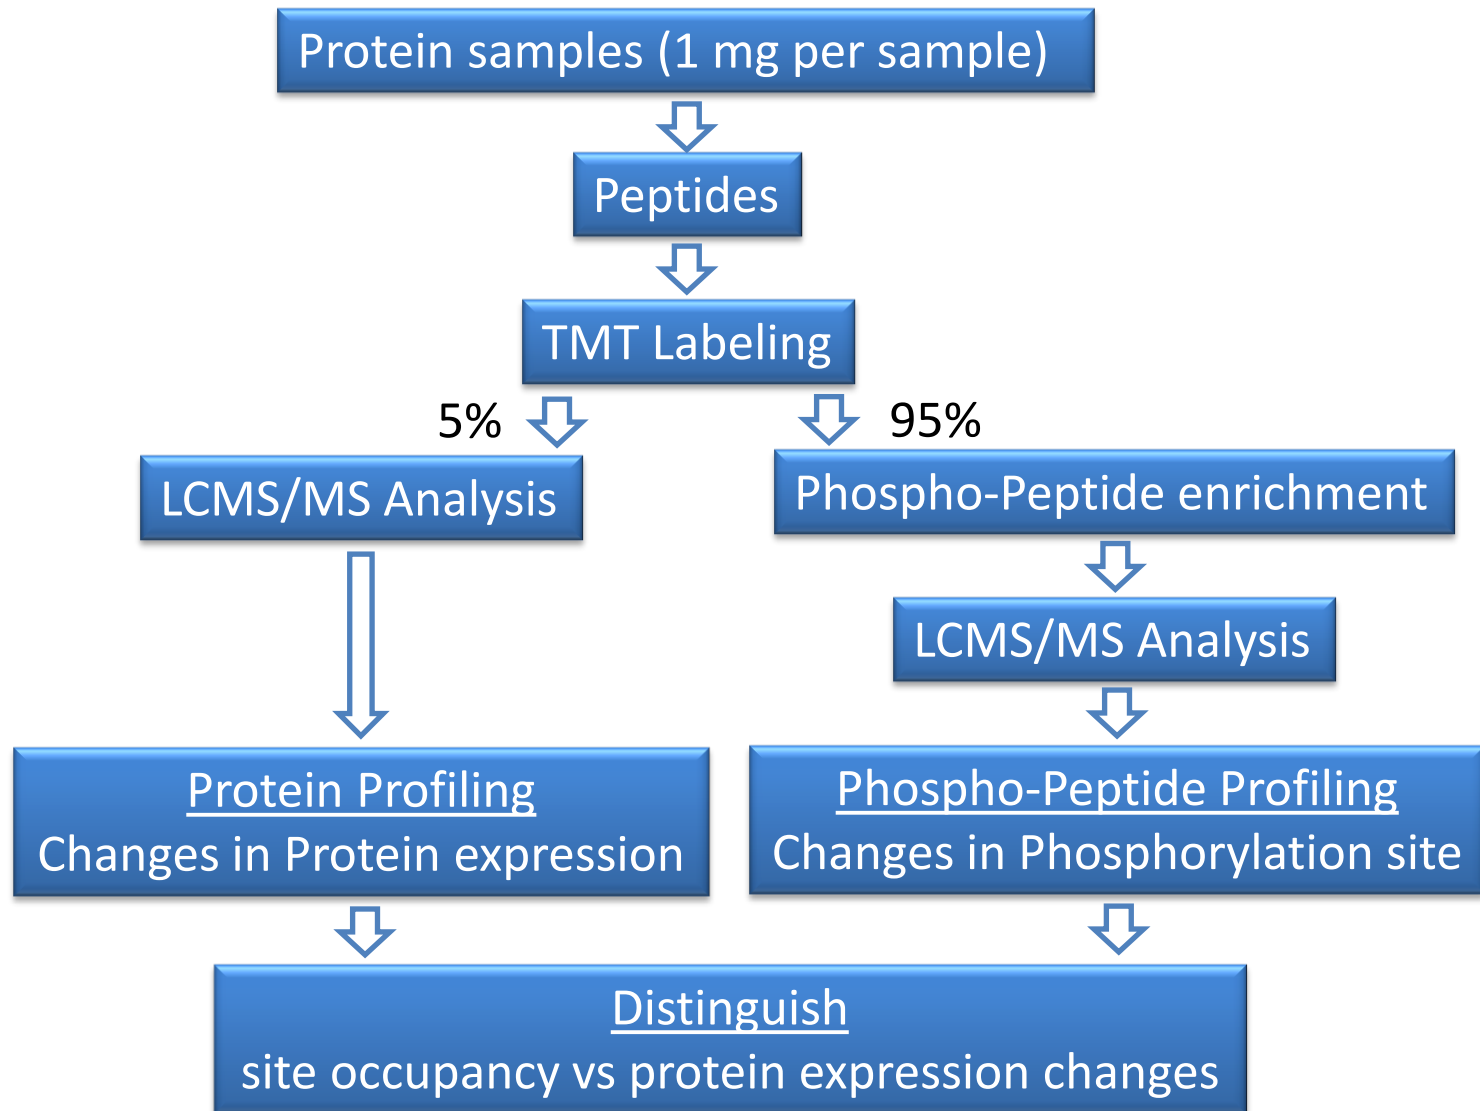 Protein samples (1 mg per sample)
Peptides
TMT Labeling
5%
95%
LCMS/MS Analysis
Phospho-Peptide enrichment
LCMS/MS Analysis
Protein Profiling
Changes in Protein expression
Phospho-Peptide Profiling
Changes in Phosphorylation site
Distinguish
site occupancy vs protein expression changes